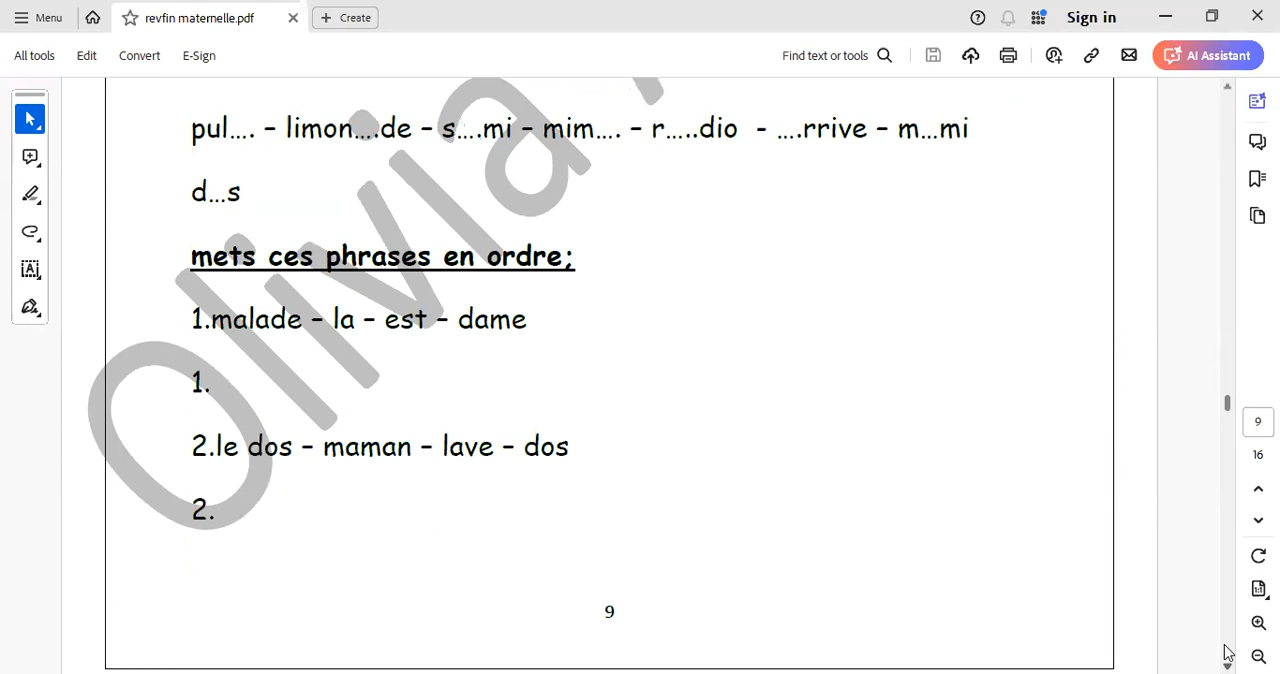 Menu
revfin maternelle.pdf
Create
Sign in
All tools
Edit
Convert
E-Sign
Find text or tools
AI Assistant
pul.... – limon....de – s....mi – mim.... – r.....dio - ....rrive – m...mi
d...s
mets ces phrases en ordre;
1.malade – la – est – dame
1.
2.le dos – maman – lave – dos
2.
9
Olivia
9
16